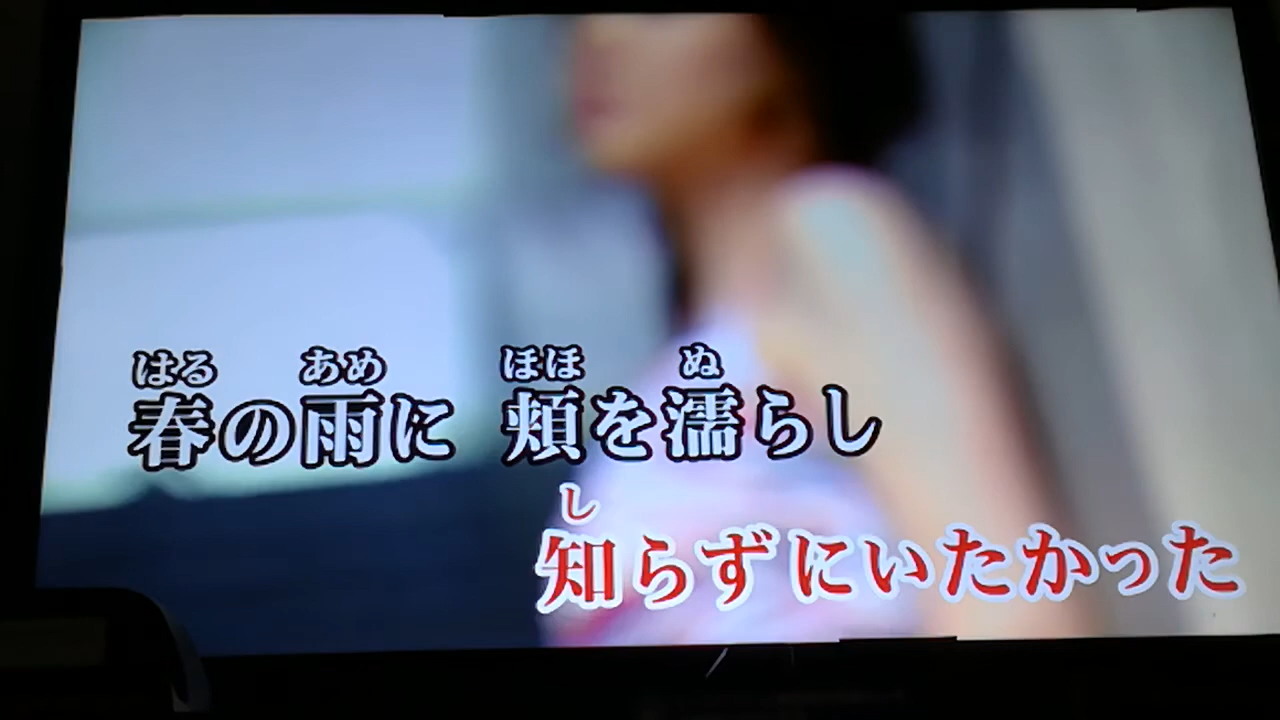 はる あめ ほほ ぬ
春の雨に 頬を濡らし
し
知らずにいたかった